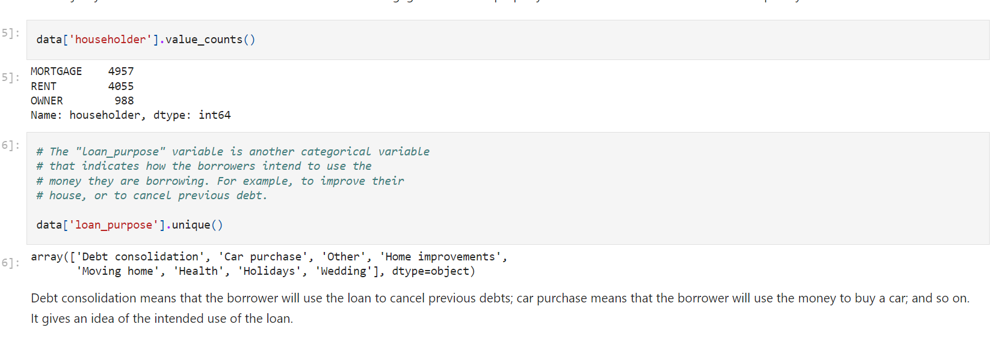 5]:
data['householder'].value_counts()
5]:
MORTGAGE    4957
RENT        4055
OWNER        988
Name: householder, dtype: int64
6]:
# The "loan_purpose" variable is another categorical variable
# that indicates how the borrowers intend to use the
# money they are borrowing. For example, to improve their
# house, or to cancel previous debt.
data['loan_purpose'].unique()
6]:
array(['Debt consolidation', 'Car purchase', 'Other', 'Home improvements',
       'Moving home', 'Health', 'Holidays', 'Wedding'], dtype=object)
Debt consolidation means that the borrower will use the loan to cancel previous debts; car purchase means that the borrower will use the money to buy a car; and so on.
It gives an idea of the intended use of the loan.